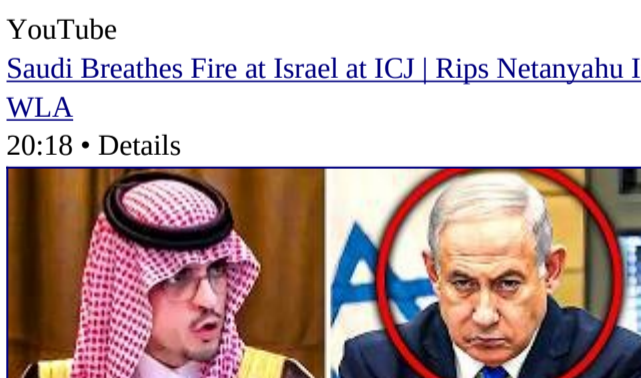 YouTube
Saudi Breathes Fire at Israel at ICJ | Rips Netanyahu I
WLA
20:18 • Details